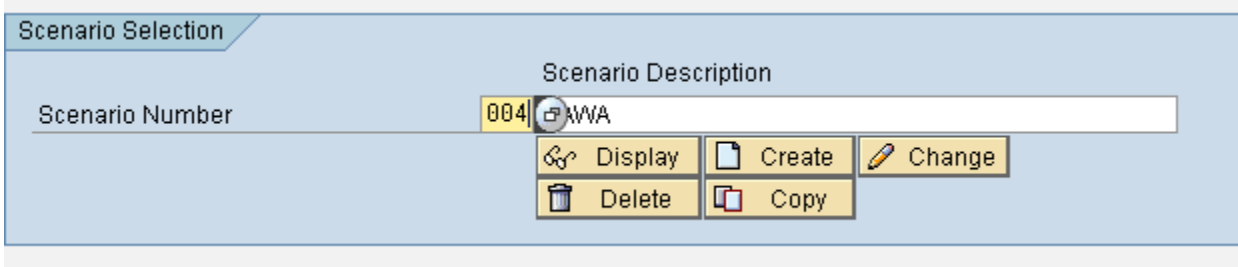 Scenario Selection
Scenario Description
Scenario Number 004
Display Create Change
Delete Copy